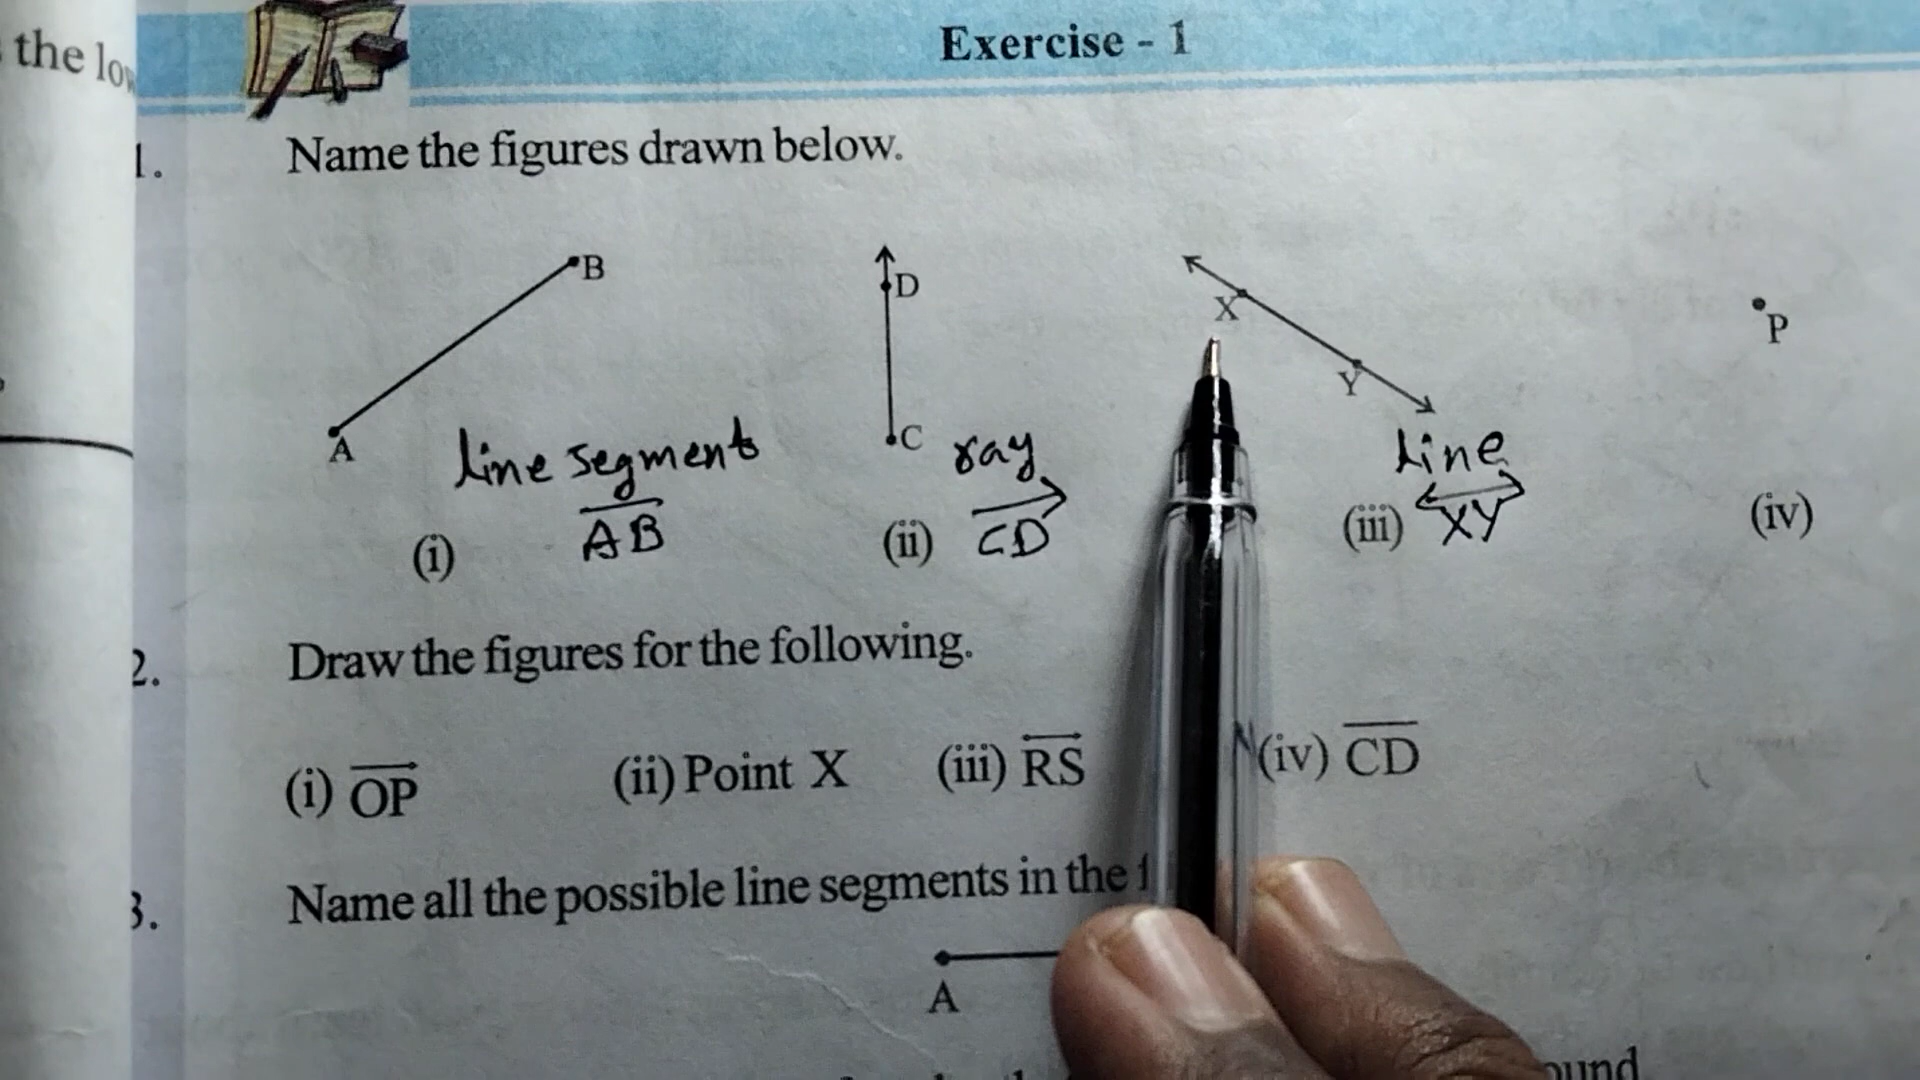 the
Exercise - 1
1. Name the figures drawn below.
B
D
X
P
Y
A
C
line segment
ray
line
(i) AB
(ii) CD
(iii) XY
(iv)
2. Draw the figures for the following.
(i) OP (ii) Point X (iii) RS (iv) CD
3. Name all the possible line segments in the
A